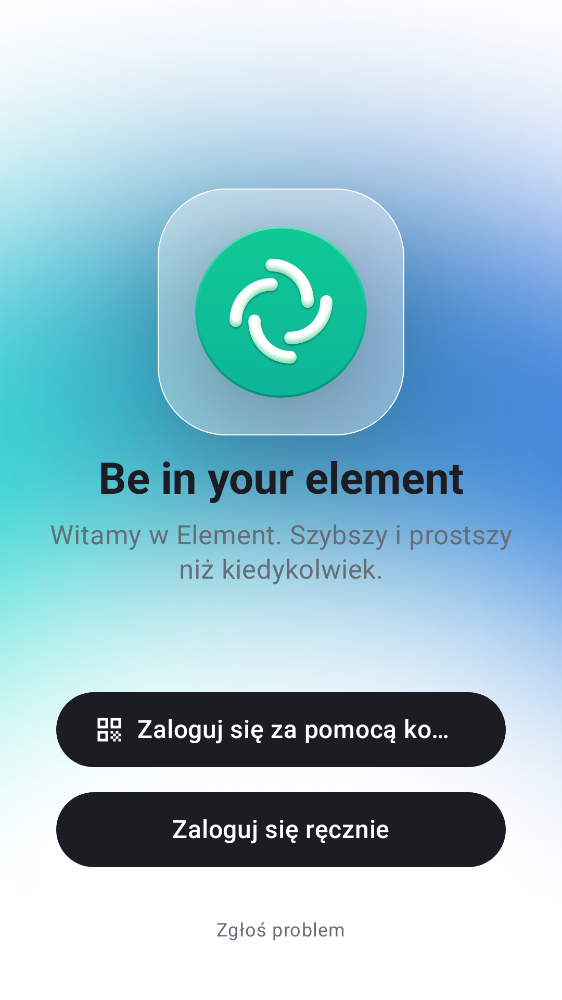 Be in your element
Witamy w Element. Szybszy i prostszy
niż kiedykolwiek.
Zaloguj się za pomocą ko...
Zaloguj się ręcznie
Zgłoś problem